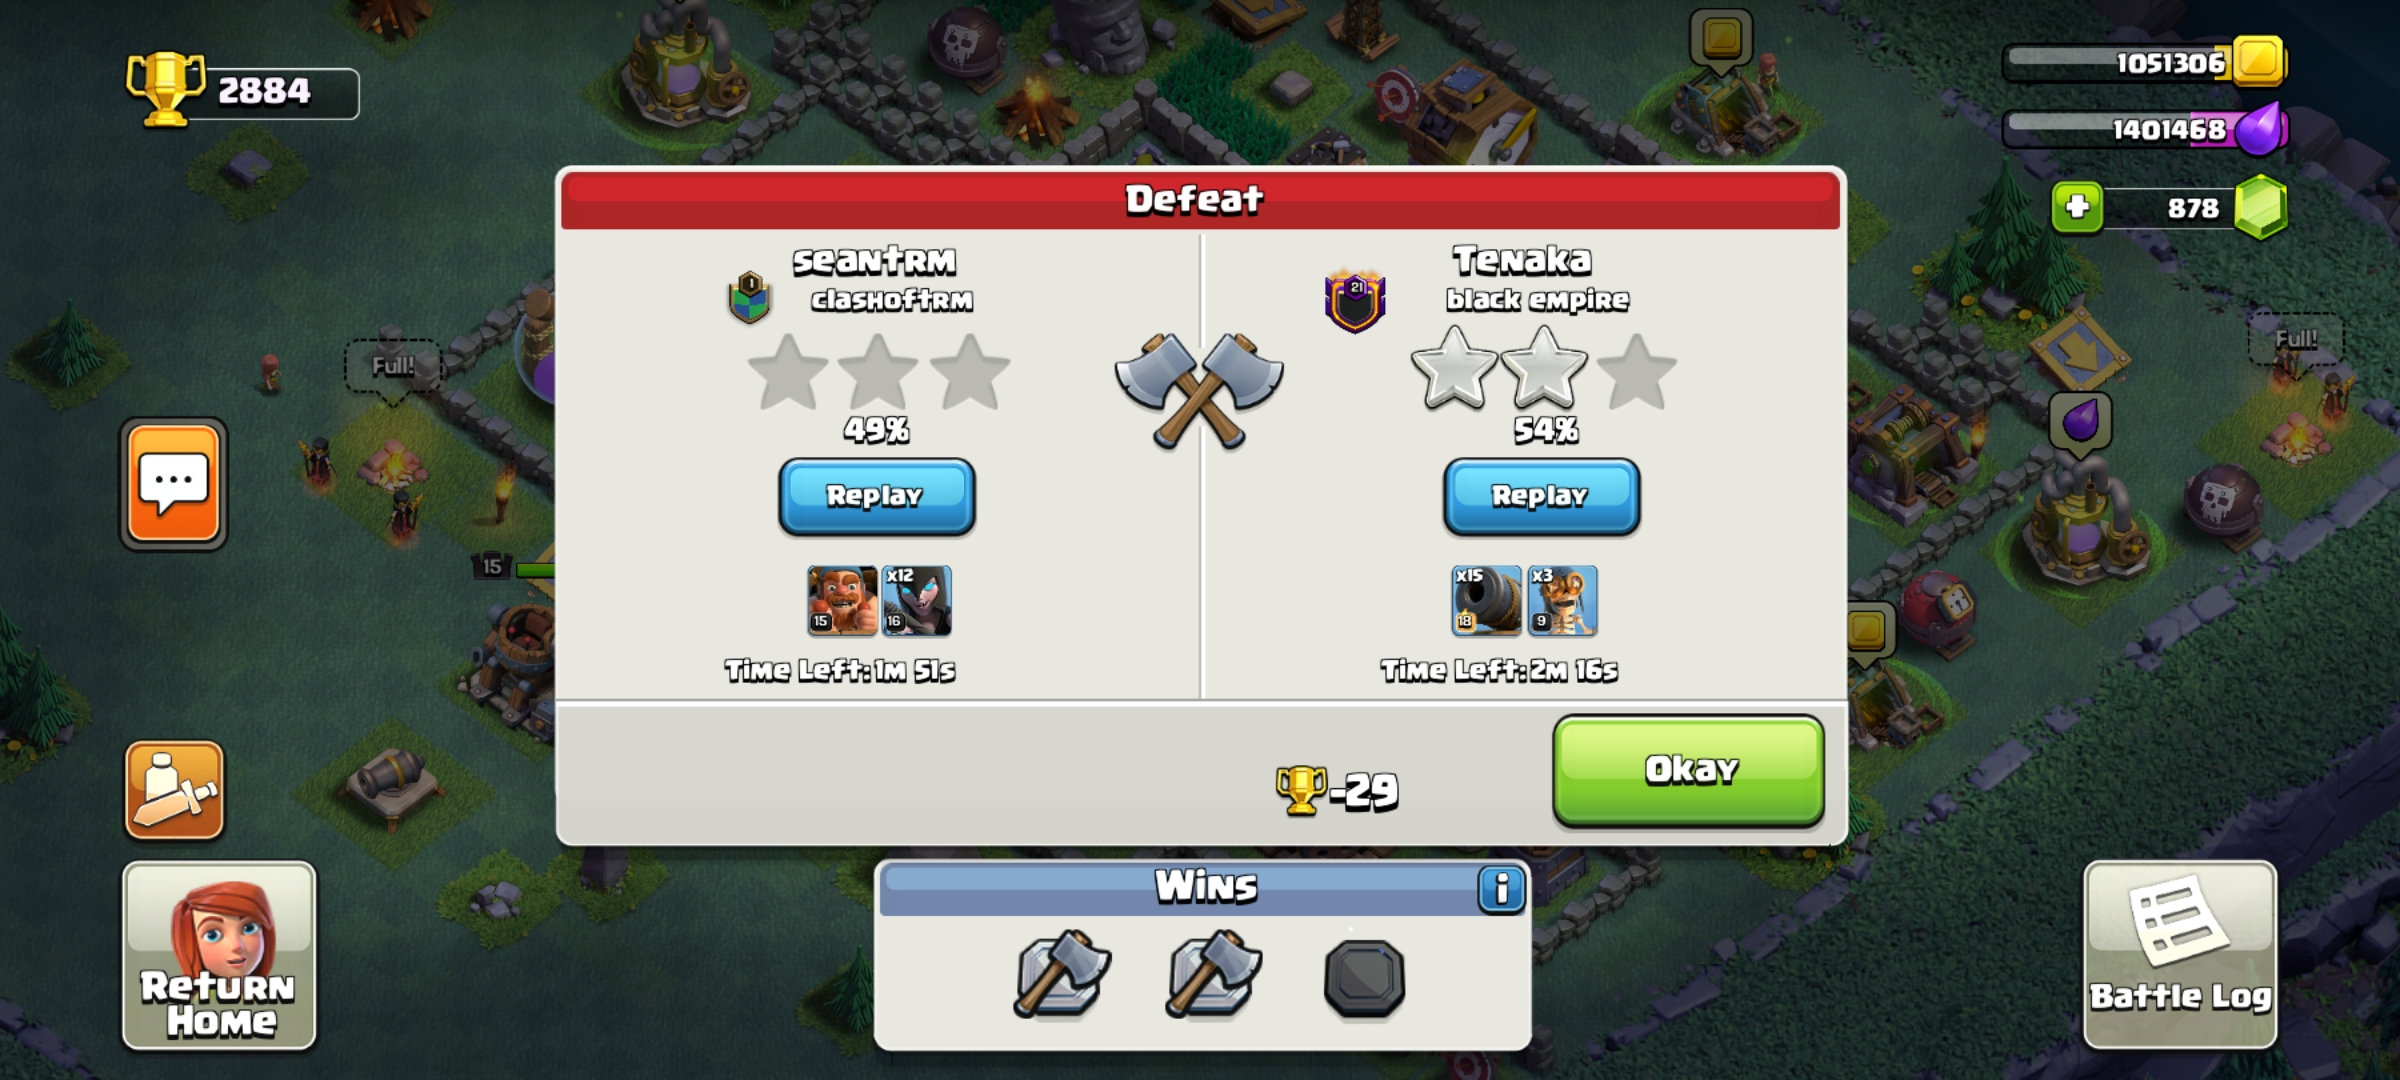 2884
1051306
1401468
878
Defeat
seantrm
clashoftrm
49%
Replay
x12
15
16
Time Left:1m 51s
1
Tenaka
black empire
21
54%
Replay
x15
x3
18
9
Time Left:2m 16s
-29
Okay
Full!
Full!
15
Wins
i
Return
Home
Battle Log